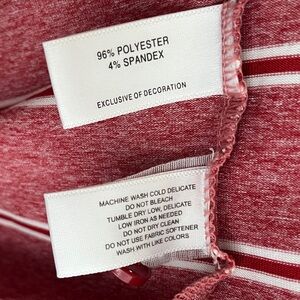 96% POLYESTER
4% SPANDEX
EXCLUSIVE OF DECORATION
MACHINE WASH COLD DELICATE
DO NOT BLEACH
TUMBLE DRY LOW, DELICATE
LOW IRON AS NEEDED
DO NOT DRY CLEAN
DO NOT USE FABRIC SOFTENER
WASH WITH LIKE COLORS